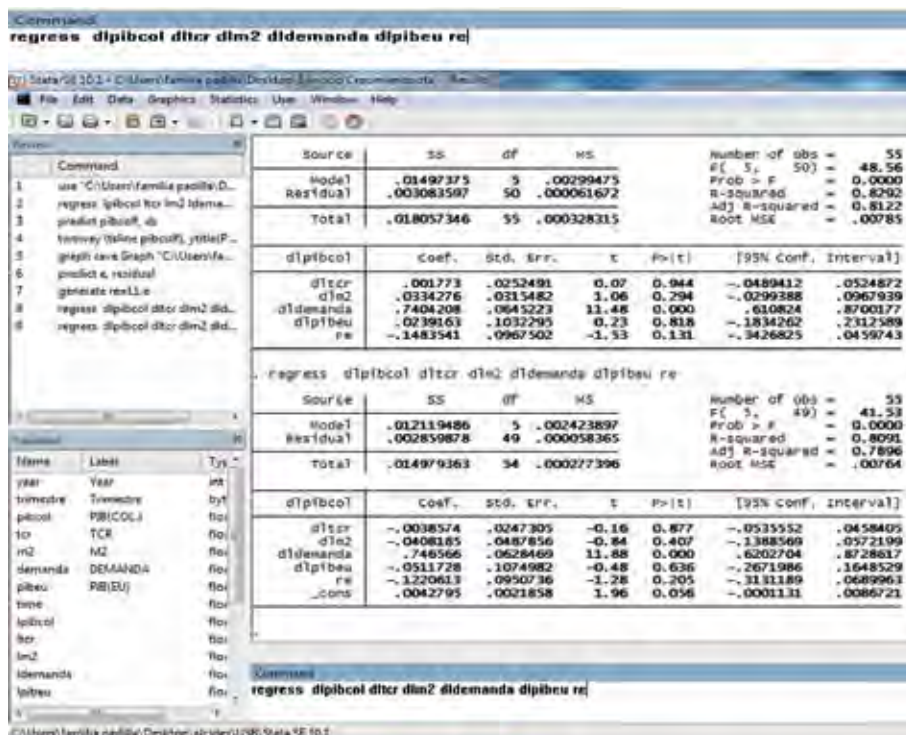 Command
regress dlpibcol dltcr dlm2 dldemanda dlpibeu re
File Edit Data Graphics Statistics User Window Help
Command
1 use "C:\Users\familia padilla\D...
2 regress lpibcol ltcr lm2 ldema...
3 predict pibcolf, xb
4 twoway (tsline pibcolf), ytitle(P...
5 graph save Graph "C:\Users\fa...
6 predict e, residual
7 generate re=L1.e
8 regress dlpibcol dltcr dlm2 dld...
9 regress dlpibcol dltcr dlm2 dld...
Source SS df MS Number of obs = 55
F( 5, 50) = 48.56
Model .01497375 5 .00299475 Prob > F = 0.0000
Residual .003083597 50 .000061672 R-squared = 0.8292
Adj R-squared = 0.8122
Total .018057346 55 .000328315 Root MSE = .00785
dlpibcol Coef. Std. Err. t P>|t| [95% Conf. Interval]
dltcr .001773 .0252491 0.07 0.944 -.0489412 .0524872
dlm2 .0334276 .0315482 1.06 0.294 -.0299388 .0967939
dldemanda .7404208 .0645223 11.48 0.000 .610824 .8700177
dlpibeu .0239163 .1032295 0.23 0.818 -.1834262 .2312589
re -.1483541 .0967502 -1.53 0.131 -.3426825 .0459743
. regress dlpibcol dltcr dlm2 dldemanda dlpibeu re
Source SS df MS Number of obs = 55
F( 5, 49) = 41.53
Model .012119486 5 .002423897 Prob > F = 0.0000
Residual .002859878 49 .000058365 R-squared = 0.8091
Adj R-squared = 0.7896
Total .014979363 54 .000277396 Root MSE = .00764
dlpibcol Coef. Std. Err. t P>|t| [95% Conf. Interval]
dltcr -.0038574 .0247305 -0.16 0.877 -.0535552 .0458405
dlm2 -.0408165 .0487856 -0.84 0.407 -.1388569 .0572199
dldemanda .746566 .0628469 11.88 0.000 .6202704 .8728617
dlpibeu -.0511728 .1074982 -0.48 0.636 -.2671986 .1648529
re -.1220613 .0950736 -1.28 0.205 -.3131189 .0689963
_cons .0042795 .0021858 1.96 0.056 -.0001131 .0086721
Name Label
year Year int
trimestre Trimestre byt
pibcol PIB(COL)
tcr TCR
m2 M2
demanda DEMANDA
pibeu PIB(EU)
time
lpibcol
ltcr
lm2
ldemanda
lpibeu
Command
regress dlpibcol dltcr dlm2 dldemanda dlpibeu re